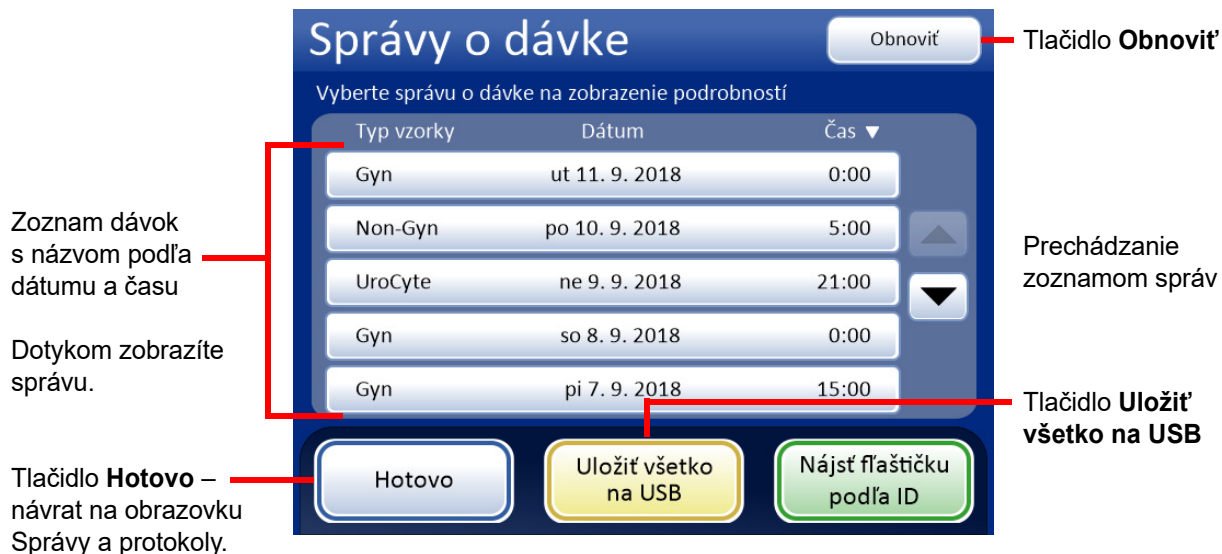 Správy o dávke
Obnoviť
Tlačidlo Obnoviť
Vyberte správu o dávke na zobrazenie podrobností
Typ vzorky Dátum Čas ▼
Gyn ut 11. 9. 2018 0:00
Non-Gyn po 10. 9. 2018 5:00
UroCyte ne 9. 9. 2018 21:00
Gyn so 8. 9. 2018 0:00
Gyn pi 7. 9. 2018 15:00
Zoznam dávok
s názvom podľa
dátumu a času
Dotykom zobrazíte
správu.
Prechádzanie
zoznamom správ
Tlačidlo Uložiť
všetko na USB
Hotovo
Uložiť všetko
na USB
Nájsť fľaštičku
podľa ID
Tlačidlo Hotovo –
návrat na obrazovku
Správy a protokoly.